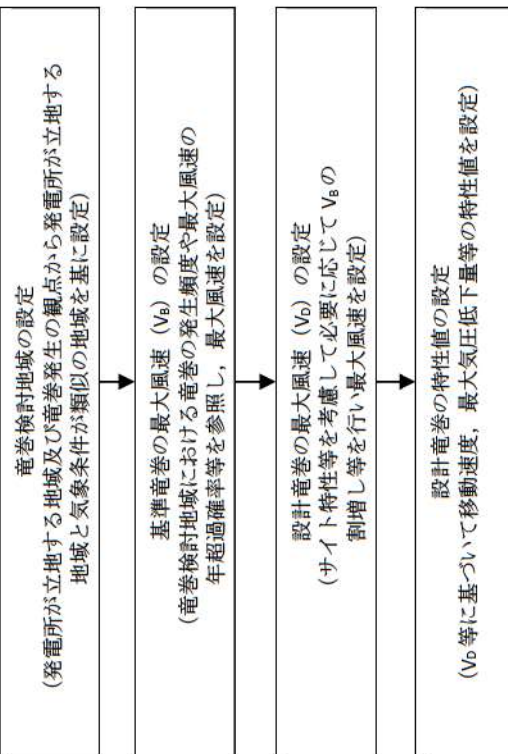 竜巻検討地域の設定
(発電所が立地する地域及び竜巻発生の観点から発電所が立地する
地域と気象条件が類似の地域を基に設定)
基準竜巻の最大風速（VB）の設定
(竜巻検討地域における竜巻の発生頻度や最大風速の
年超過確率等を参照し，最大風速を設定)
設計竜巻の最大風速（VD）の設定
(サイト特性等を考慮して必要に応じてVBの
割増し等を行い最大風速を設定)
設計竜巻の特性値の設定
(VD等に基づいて移動速度，最大気圧低下量等の特性値を設定)